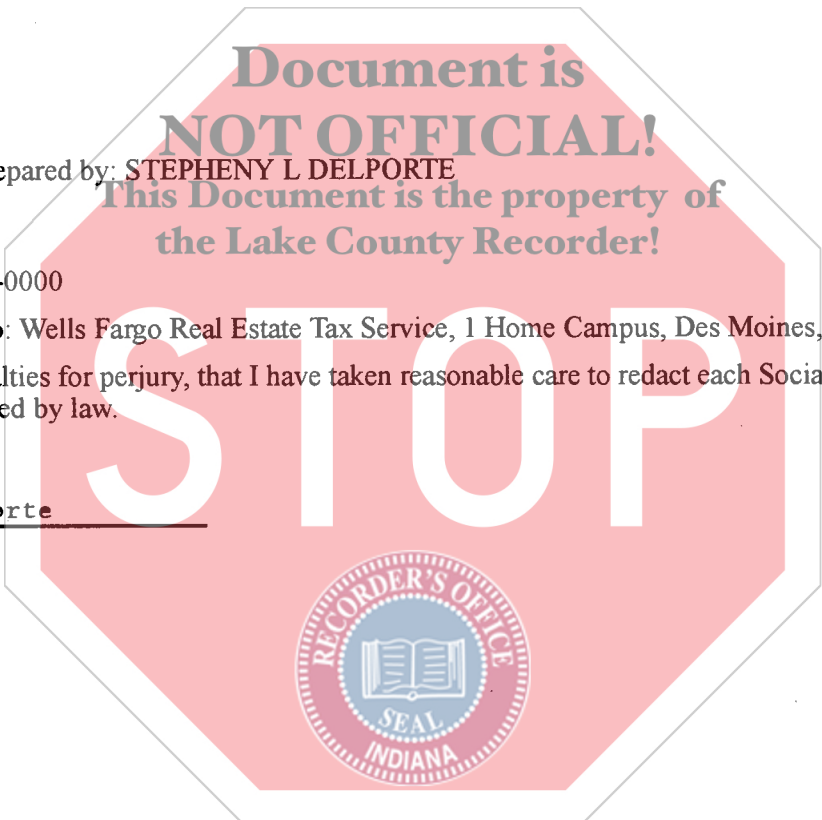 Document is
NOT OFFICIAL!
epared by: STEPHENY L DELPORTE
This Document is the property of
the Lake County Recorder!
-0000
: Wells Fargo Real Estate Tax Service, 1 Home Campus, Des Moines,
lties for perjury, that I have taken reasonable care to redact each Socia
ed by law.
STOP
orte
RECORDER'S OFFICE
SEAL
INDIANA